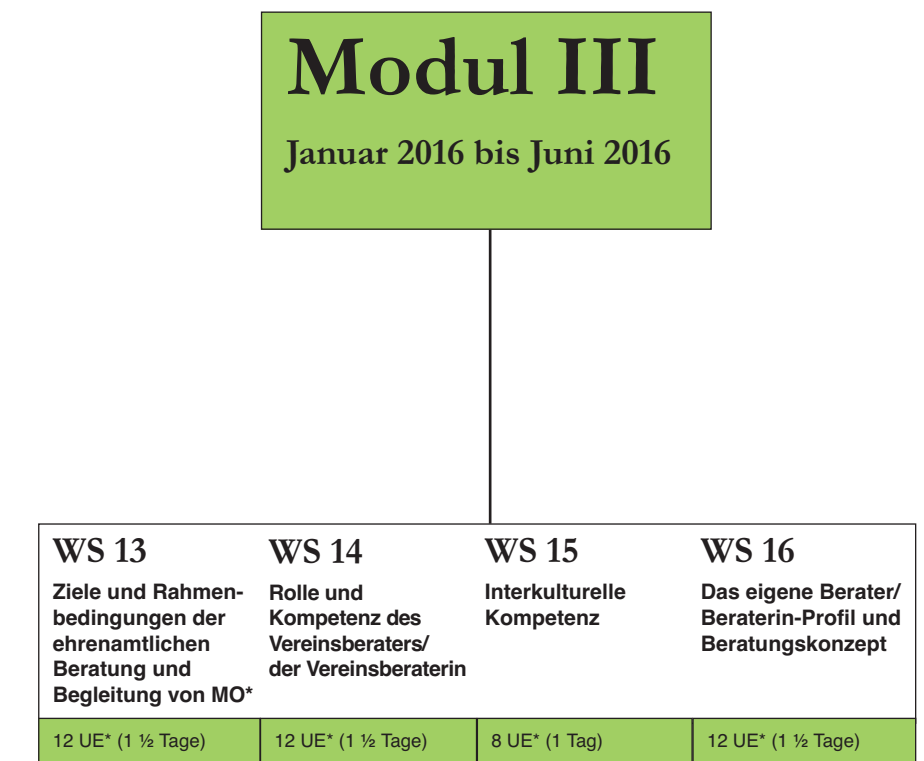 Modul III
Januar 2016 bis Juni 2016
WS 13
Ziele und Rahmen-
bedingungen der
ehrenamtlichen
Beratung und
Begleitung von MO*
12 UE* (1 ½ Tage)
WS 14
Rolle und
Kompetenz des
Vereinsberaters/
der Vereinsberaterin
12 UE* (1 ½ Tage)
WS 15
Interkulturelle
Kompetenz
8 UE* (1 Tag)
WS 16
Das eigene Berater/
Beraterin-Profil und
Beratungskonzept
12 UE* (1 ½ Tage)